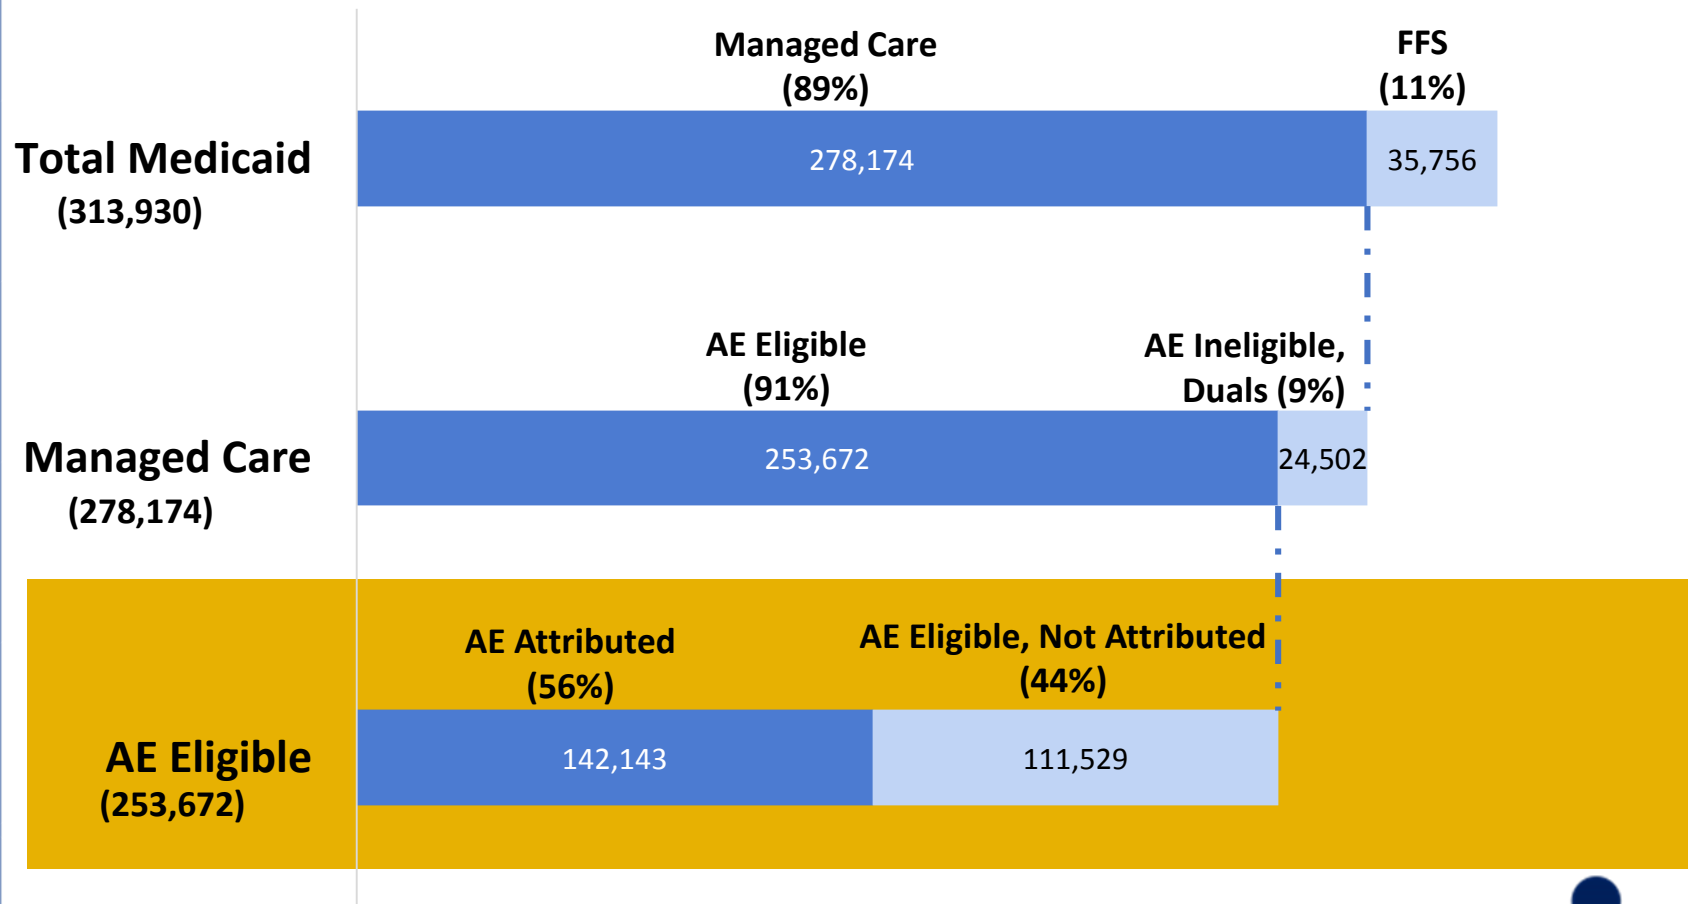 Managed Care
(89%)
FFS
(11%)
Total Medicaid
(313,930)
278,174
35,756
AE Eligible
(91%)
AE Ineligible,
Duals (9%)
Managed Care
(278,174)
253,672
24,502
AE Attributed
(56%)
AE Eligible, Not Attributed
(44%)
AE Eligible
(253,672)
142,143
111,529